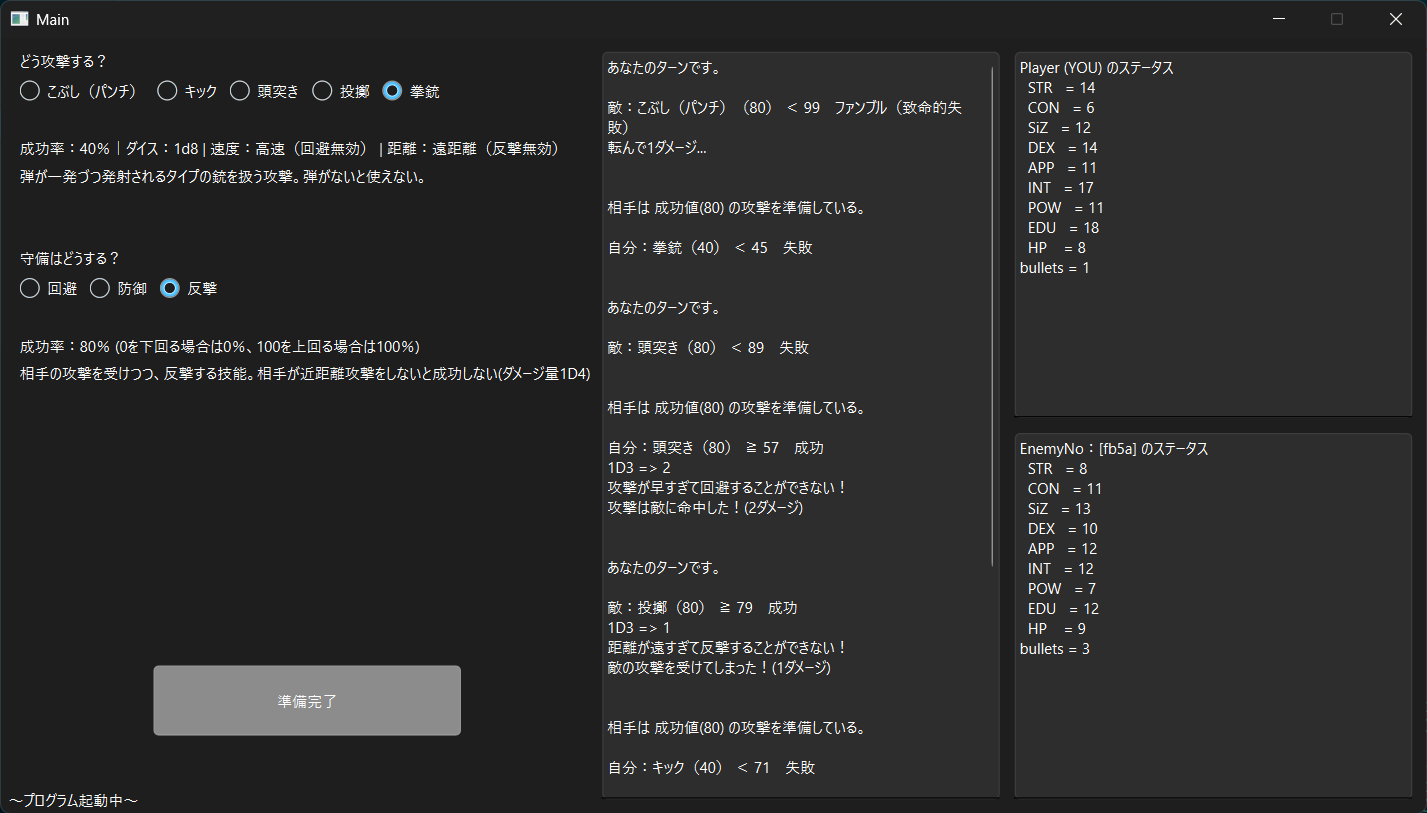 Main
どう攻撃する？
こぶし（パンチ） キック 頭突き 投擲 拳銃
成功率：40%｜ダイス：1d8 | 速度：高速（回避無効） | 距離：遠距離（反撃無効）
弾が一発づつ発射されるタイプの銃を扱う攻撃。弾がないと使えない。
守備はどうする？
回避 防御 反撃
成功率：80% (0を下回る場合は0%、100を上回る場合は100%)
相手の攻撃を受けつつ、反撃する技能。相手が近距離攻撃をしないと成功しない(ダメージ量1D4)
準備完了
～プログラム起動中～
あなたのターンです。
敵：こぶし（パンチ）（80） ＜ 99　ファンブル（致命的失
敗）
転んで1ダメージ...
相手は 成功値(80) の攻撃を準備している。
自分：拳銃（40） ＜ 45　失敗
あなたのターンです。
敵：頭突き（80） ＜ 89　失敗
相手は 成功値(80) の攻撃を準備している。
自分：頭突き（80） ≧ 57　成功
1D3 => 2
攻撃が早すぎて回避することができない！
攻撃は敵に命中した！(2ダメージ)
あなたのターンです。
敵：投擲（80） ≧ 79　成功
1D3 => 1
距離が遠すぎて反撃することができない！
敵の攻撃を受けてしまった！(1ダメージ)
相手は 成功値(80) の攻撃を準備している。
自分：キック（40） ＜ 71　失敗
Player (YOU) のステータス
STR = 14
CON = 6
SiZ = 12
DEX = 14
APP = 11
INT = 17
POW = 11
EDU = 18
HP = 8
bullets = 1
EnemyNo：[fb5a] のステータス
STR = 8
CON = 11
SiZ = 13
DEX = 10
APP = 12
INT = 12
POW = 7
EDU = 12
HP = 9
bullets = 3